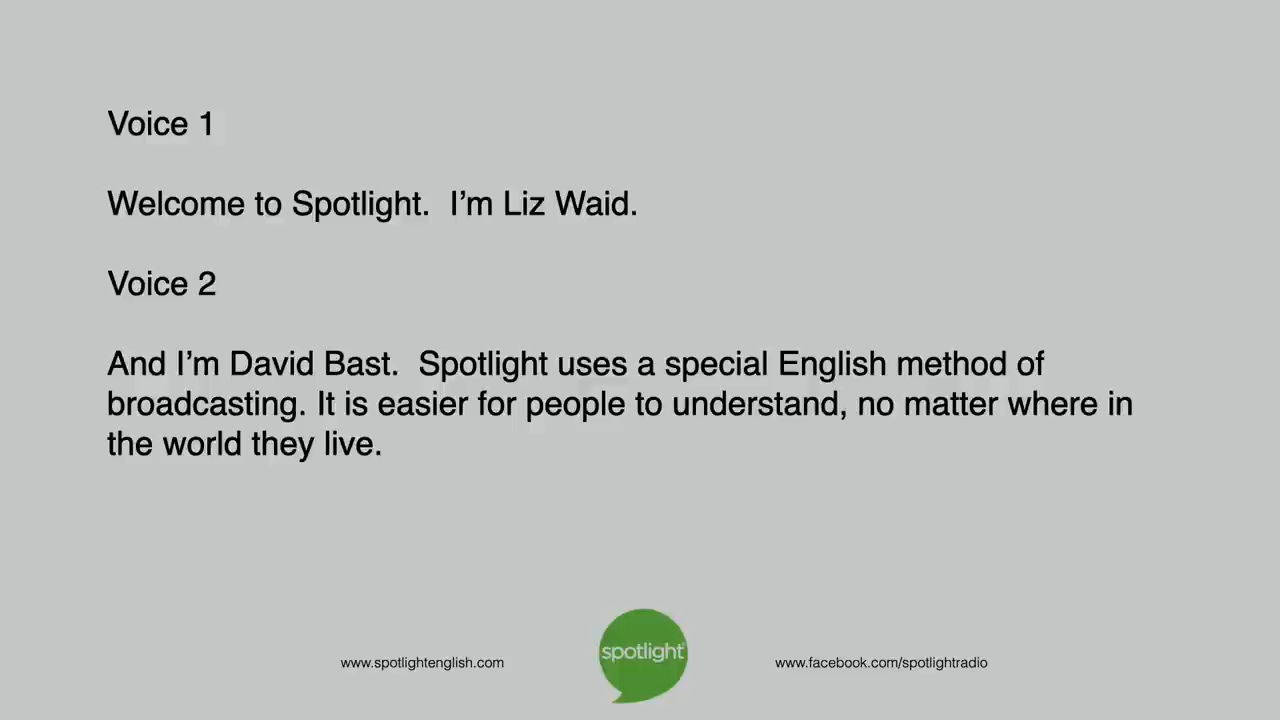 Voice 1
Welcome to Spotlight.  I’m Liz Waid.
Voice 2
And I’m David Bast.  Spotlight uses a special English method of
broadcasting. It is easier for people to understand, no matter where in
the world they live.
www.spotlightenglish.com
spotlight
www.facebook.com/spotlightradio